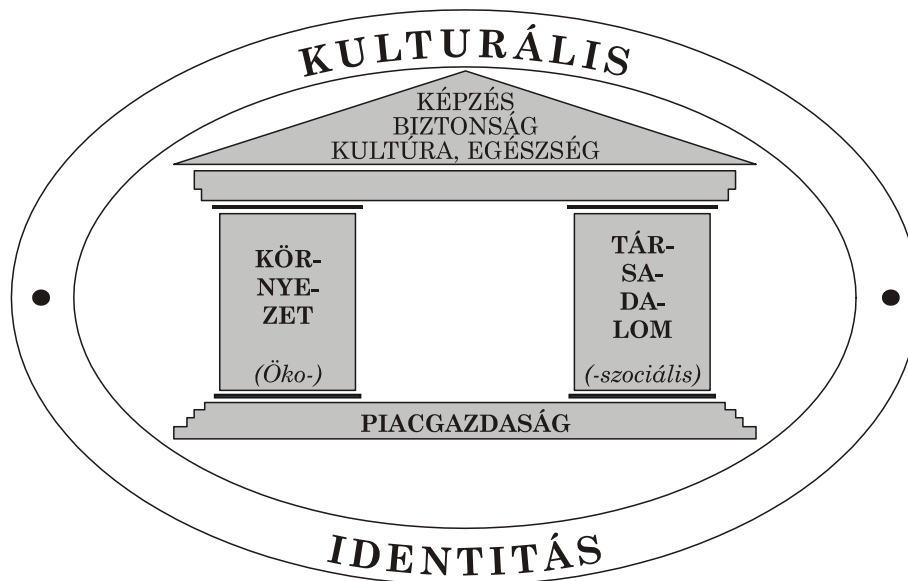 KULTURÁLIS
KÉPZÉS
BIZTONSÁG
KULTÚRA, EGÉSZSÉG
KÖR-
NYE-
ZET
(Öko-)
TÁR-
SA-
DA-
LOM
(-szociális)
PIACGAZDASÁG
IDENTITÁS